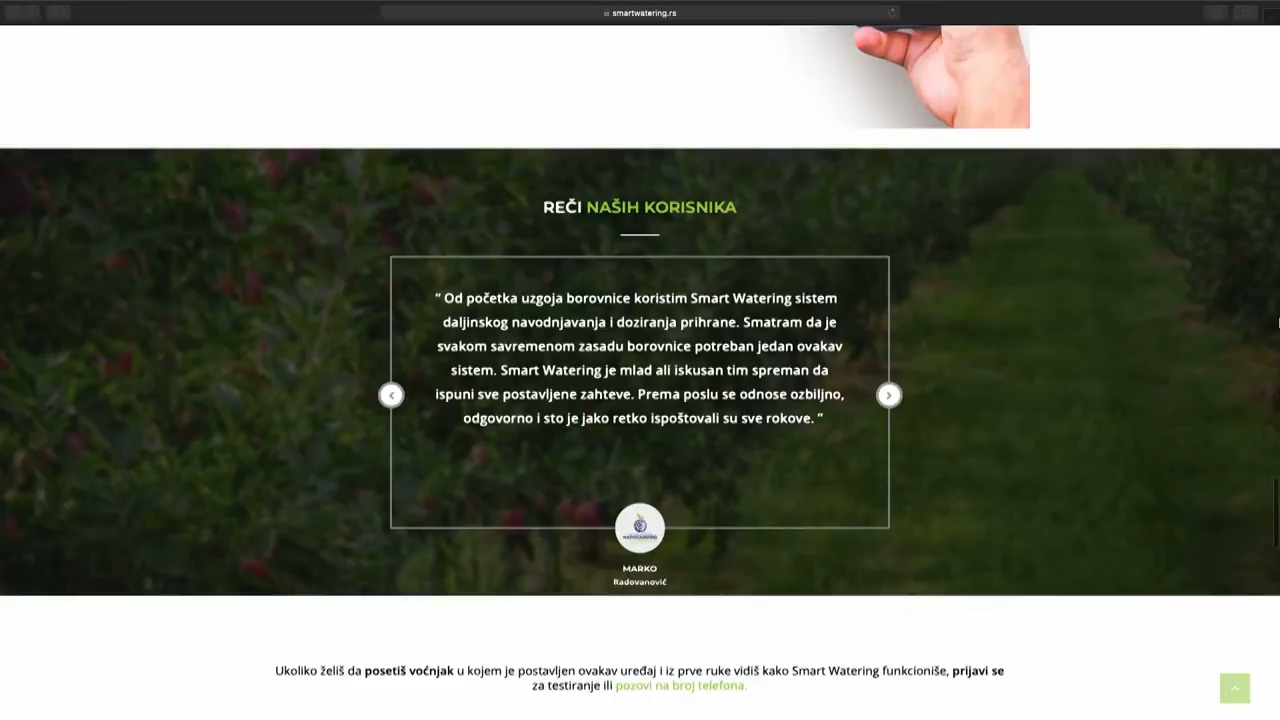 smartwatering.rs
REČI NAŠIH KORISNIKA
“ Od početka uzgoja borovnice koristim Smart Watering sistem
daljinskog navodnjavanja i doziranja prihrane. Smatram da je
svakom savremenom zasadu borovnice potreban jedan ovakav
sistem. Smart Watering je mlad ali iskusan tim spreman da
ispuni sve postavljene zahteve. Prema poslu se odnose ozbiljno,
odgovorno i sto je jako retko ispoštovali su sve rokove. ”
MARKO
Radovanović
Ukoliko želiš da posetiš voćnjak u kojem je postavljen ovakav uređaj i iz prve ruke vidiš kako Smart Watering funkcioniše, prijavi se
za testiranje ili pozovi na broj telefona.